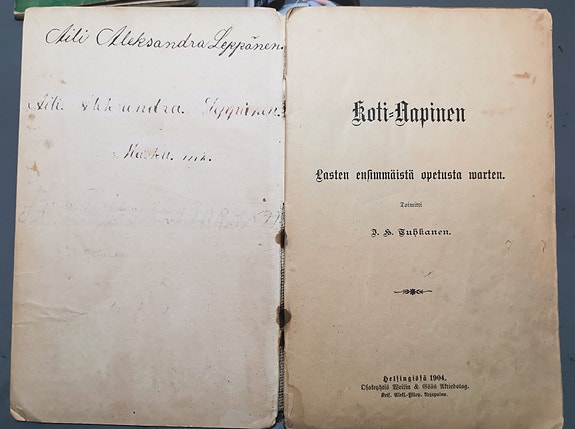 Aili Aleksandra Leppänen.
Aili. Aleksandra. Leppänen.
Koti=Aapinen
Lasten ensimmäistä opetusta warten.
Toimitti
J. H. Tuhkanen.
Helsingissä 1904,
Osakeyhtiö Weilin & Göös Aktiebolag.